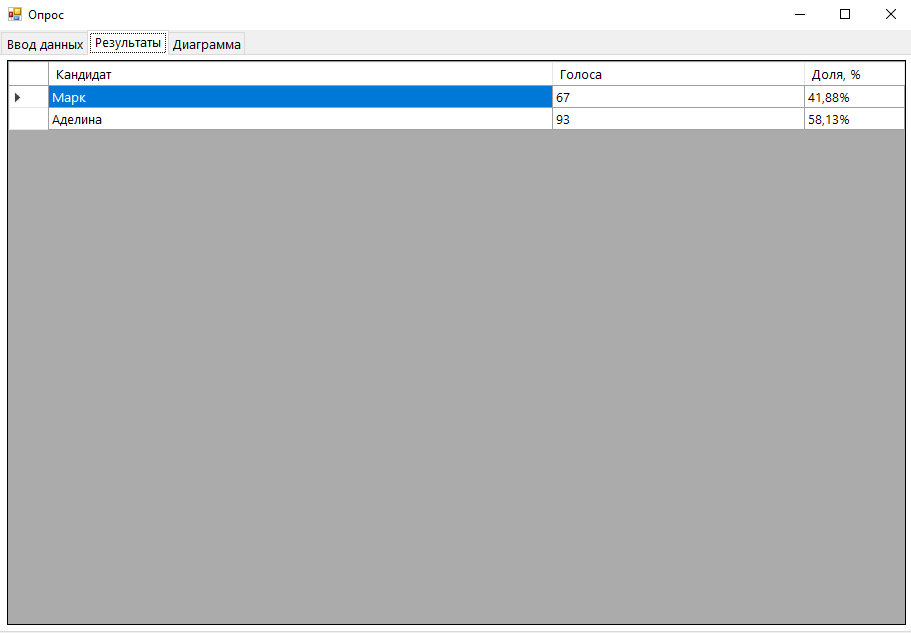 Опрос
Ввод данных Результаты Диаграмма
Кандидат Голоса Доля, %
Марк 67 41,88%
Аделина 93 58,13%